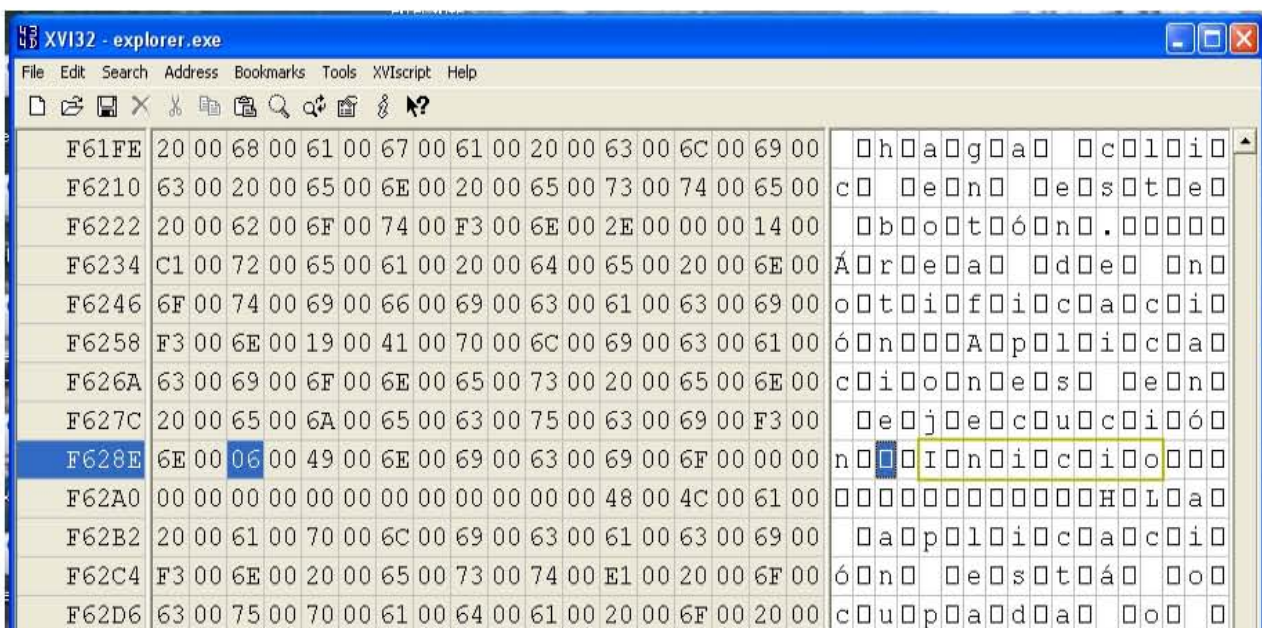 XVI32 - explorer.exe
File Edit Search Address Bookmarks Tools XVIscript Help
F61FE 20 00 68 00 61 00 67 00 61 00 20 00 63 00 6C 00 69 00 □h□a□g□a□ □c□l□i□
F6210 63 00 20 00 65 00 6E 00 20 00 65 00 73 00 74 00 65 00 c□ □e□n□ □e□s□t□e□
F6222 20 00 62 00 6F 00 74 00 F3 00 6E 00 2E 00 00 00 14 00 □b□o□t□ó□n□.□□□□□
F6234 C1 00 72 00 65 00 61 00 20 00 64 00 65 00 20 00 6E 00 Á□r□e□a□ □d□e□ □n□
F6246 6F 00 74 00 69 00 66 00 69 00 63 00 61 00 63 00 69 00 o□t□i□f□i□c□a□c□i□
F6258 F3 00 6E 00 19 00 41 00 70 00 6C 00 69 00 63 00 61 00 ó□n□□□A□p□l□i□c□a□
F626A 63 00 69 00 6F 00 6E 00 65 00 73 00 20 00 65 00 6E 00 c□i□o□n□e□s□ □e□n□
F627C 20 00 65 00 6A 00 65 00 63 00 75 00 63 00 69 00 F3 00 □e□j□e□c□u□c□i□ó□
F628E 6E 00 06 00 49 00 6E 00 69 00 63 00 69 00 6F 00 00 00 n□□□I□n□i□c□i□o□□□
F62A0 00 00 00 00 00 00 00 00 00 00 00 00 48 00 4C 00 61 00 □□□□□□□□□□□□H□L□a□
F62B2 20 00 61 00 70 00 6C 00 69 00 63 00 61 00 63 00 69 00 □a□p□l□i□c□a□c□i□
F62C4 F3 00 6E 00 20 00 65 00 73 00 74 00 E1 00 20 00 6F 00 ó□n□ □e□s□t□á□ □o□
F62D6 63 00 75 00 70 00 61 00 64 00 61 00 20 00 6F 00 20 00 c□u□p□a□d□a□ □o□ □